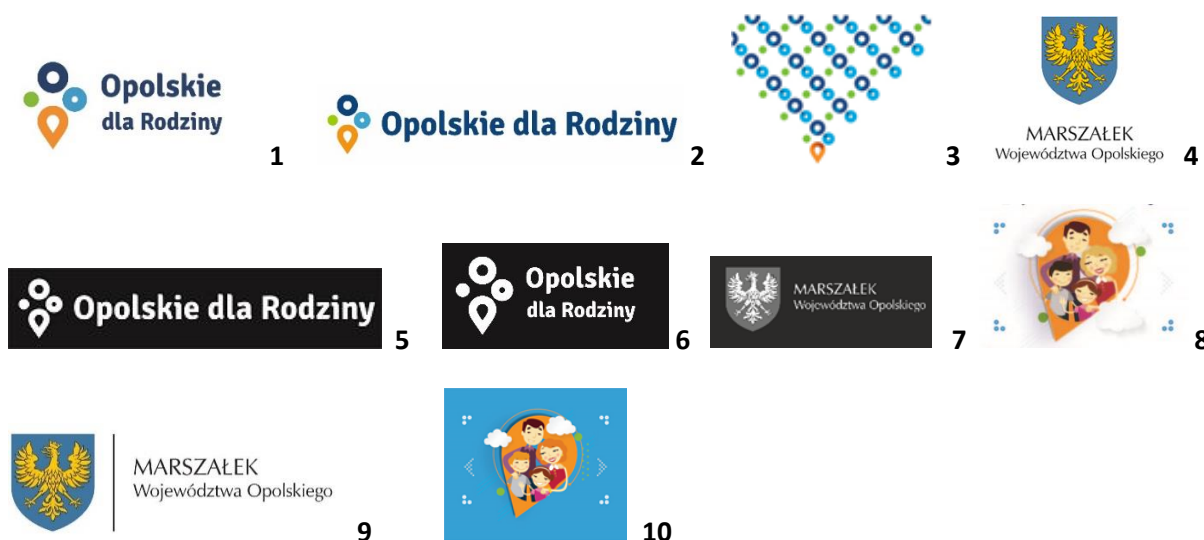 Opolskie
dla Rodziny
1
Opolskie dla Rodziny
2
3
MARSZAŁEK
Województwa Opolskiego
4
Opolskie dla Rodziny
5
Opolskie
dla Rodziny
6
MARSZAŁEK
Województwa Opolskiego
7
8
MARSZAŁEK
Województwa Opolskiego
9
10